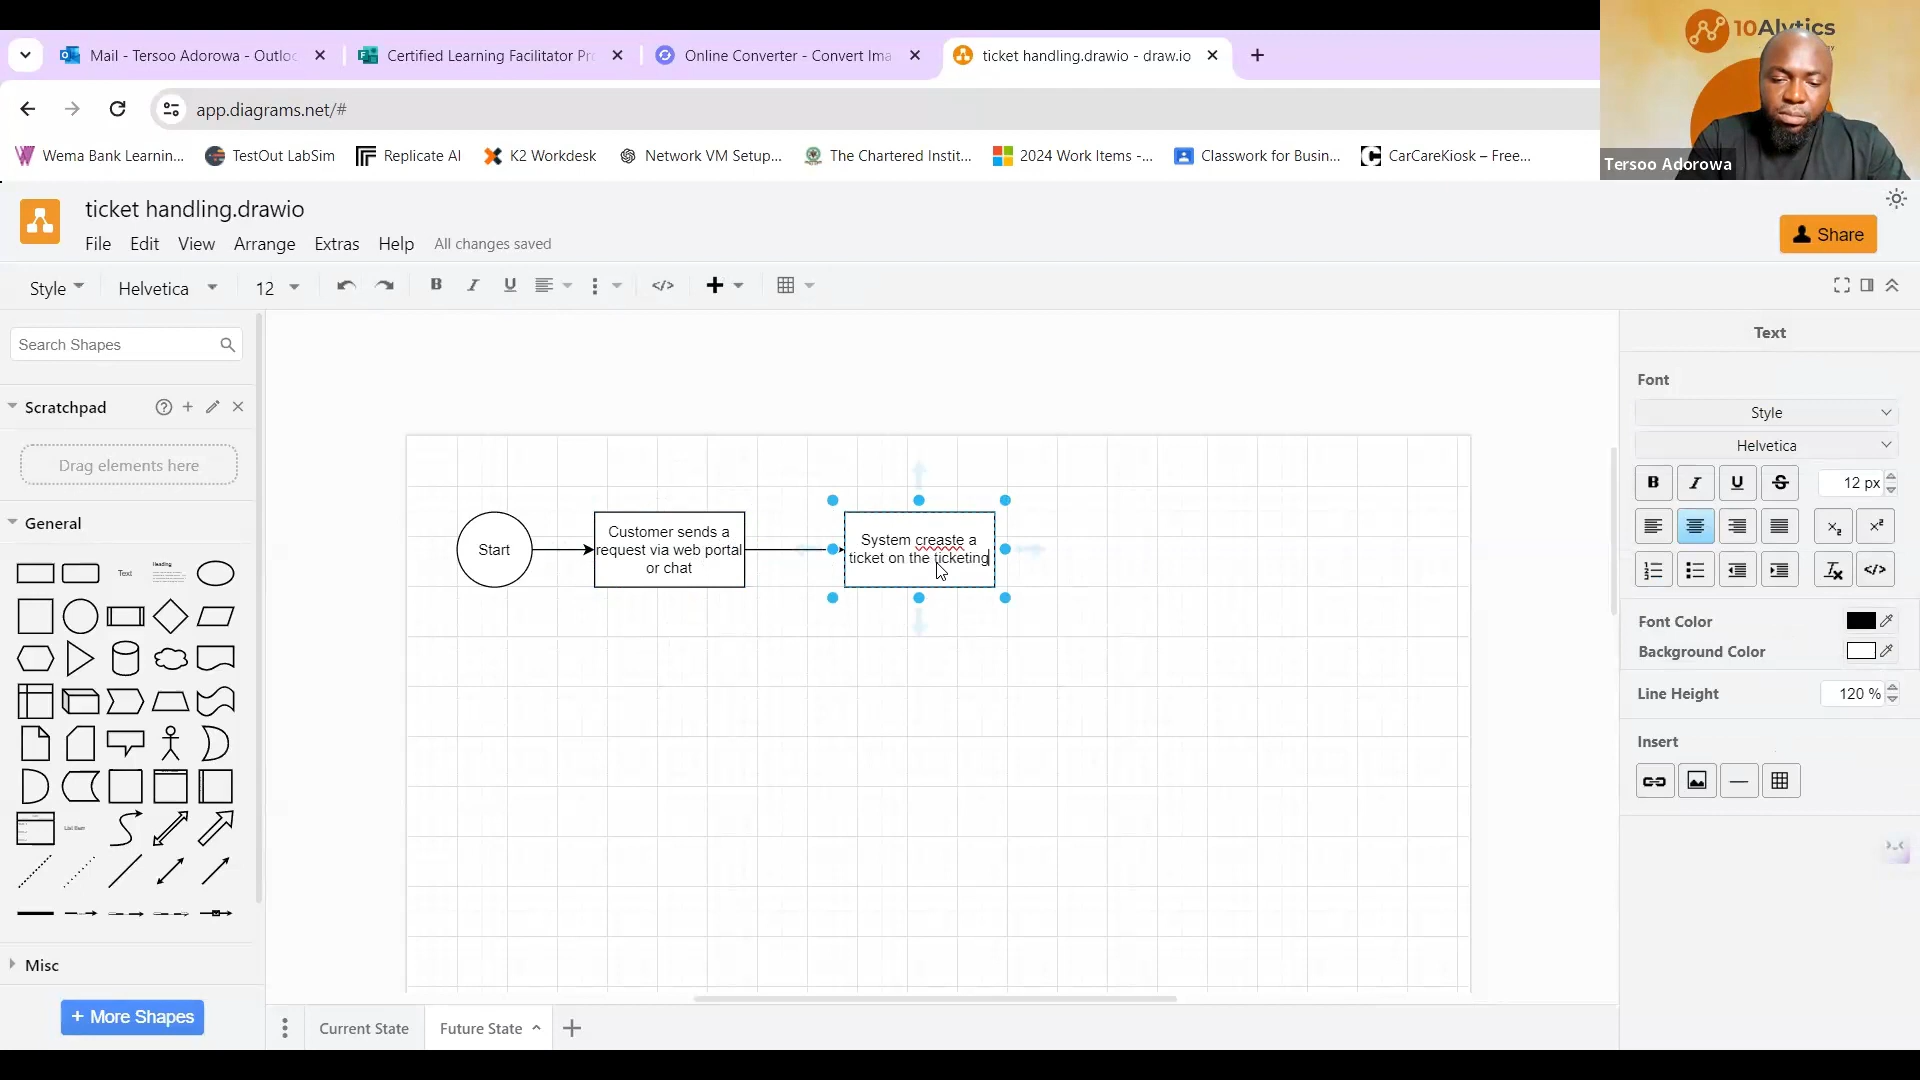 10Alytics
Mail - Tersoo Adorowa - Outloo
Certified Learning Facilitator Pr
Online Converter - Convert Ima
ticket handling.drawio - draw.io
app.diagrams.net/#
Wema Bank Learnin...
TestOut LabSim
Replicate AI
K2 Workdesk
Network VM Setup...
The Chartered Instit...
2024 Work Items -...
Classwork for Busin...
CarCareKiosk – Free...
Tersoo Adorowa
ticket handling.drawio
File Edit View Arrange Extras Help All changes saved
Share
Style Helvetica 12 B I U </>
Search Shapes
Scratchpad
Drag elements here
General
Text
Heading
List Item
Misc
+ More Shapes
Start
Customer sends a
request via web portal
or chat
System creaste a
ticket on the ticketing
Current State
Future State
Text
Font
Style
Helvetica
B I U S 12 px
Font Color
Background Color
Line Height 120 %
Insert